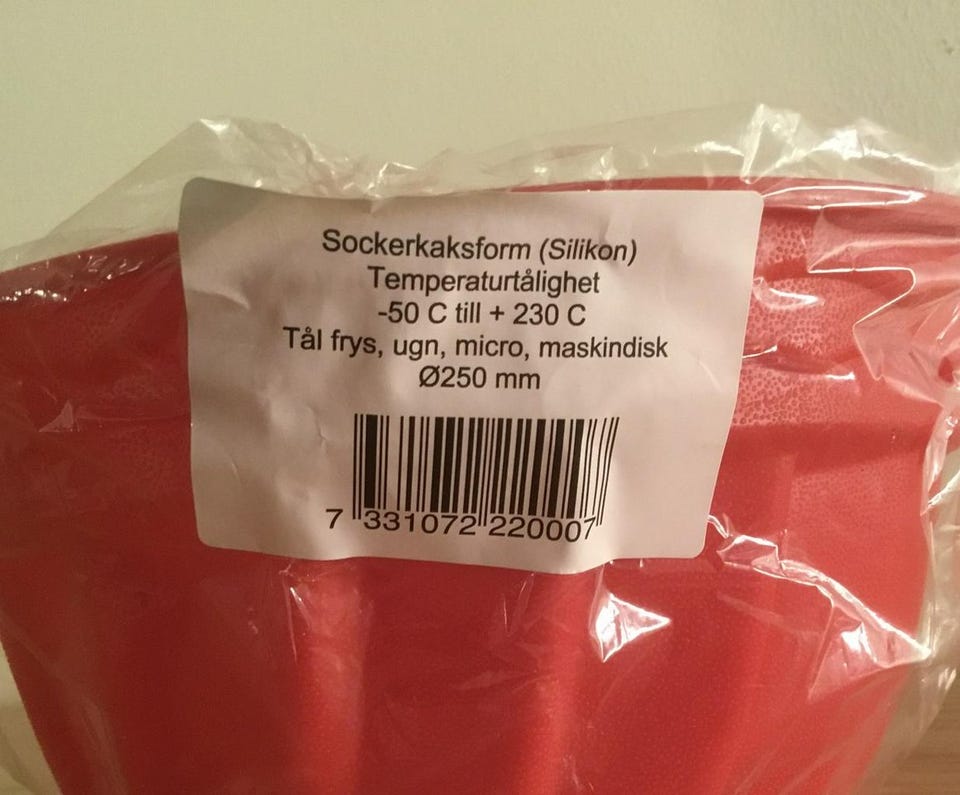 Sockerkaksform (Silikon)
Temperaturtålighet
-50 C till + 230 C
Tål frys, ugn, micro, maskindisk
Ø250 mm
7 331072 220007